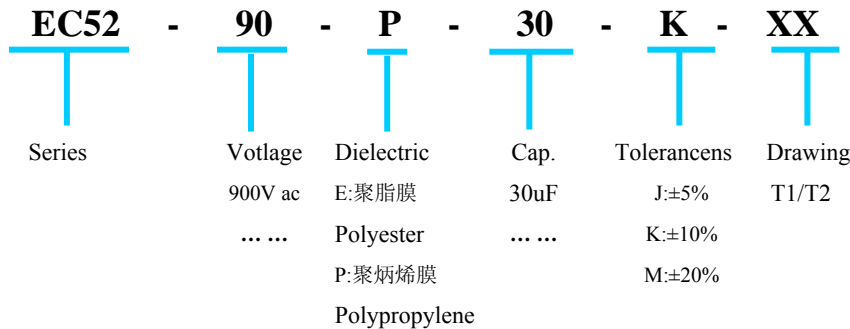 EC52 - 90 - P - 30 - K - XX
Series Votlage Dielectric Cap. Tolerancens Drawing
900V ac E:聚脂膜 30uF J:±5% T1/T2
... ... Polyester ... ... K:±10%
P:聚炳烯膜 M:±20%
Polypropylene